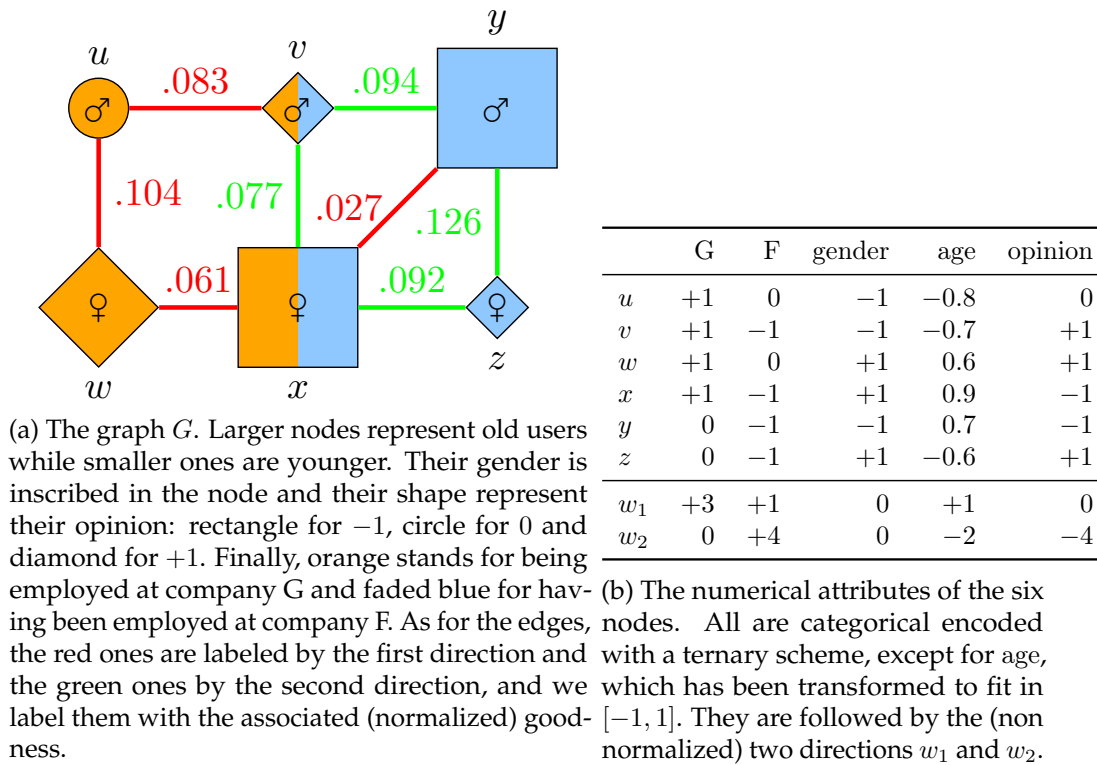 y
u v
.083 .094
♂ ♂ ♂
.104 .077 .027 .126
.061 .092
♀ ♀ ♀
w x z
(a) The graph G. Larger nodes represent old users
while smaller ones are younger. Their gender is
inscribed in the node and their shape represent
their opinion: rectangle for −1, circle for 0 and
diamond for +1. Finally, orange stands for being
employed at company G and faded blue for hav-
ing been employed at company F. As for the edges,
the red ones are labeled by the first direction and
the green ones by the second direction, and we
label them with the associated (normalized) good-
ness.
G F gender age opinion
u +1 0 −1 −0.8 0
v +1 −1 −1 −0.7 +1
w +1 0 +1 0.6 +1
x +1 −1 +1 0.9 −1
y 0 −1 −1 0.7 −1
z 0 −1 +1 −0.6 +1
w₁ +3 +1 0 +1 0
w₂ 0 +4 0 −2 −4
(b) The numerical attributes of the six
nodes. All are categorical encoded
with a ternary scheme, except for age,
which has been transformed to fit in
[−1, 1]. They are followed by the (non
normalized) two directions w₁ and w₂.